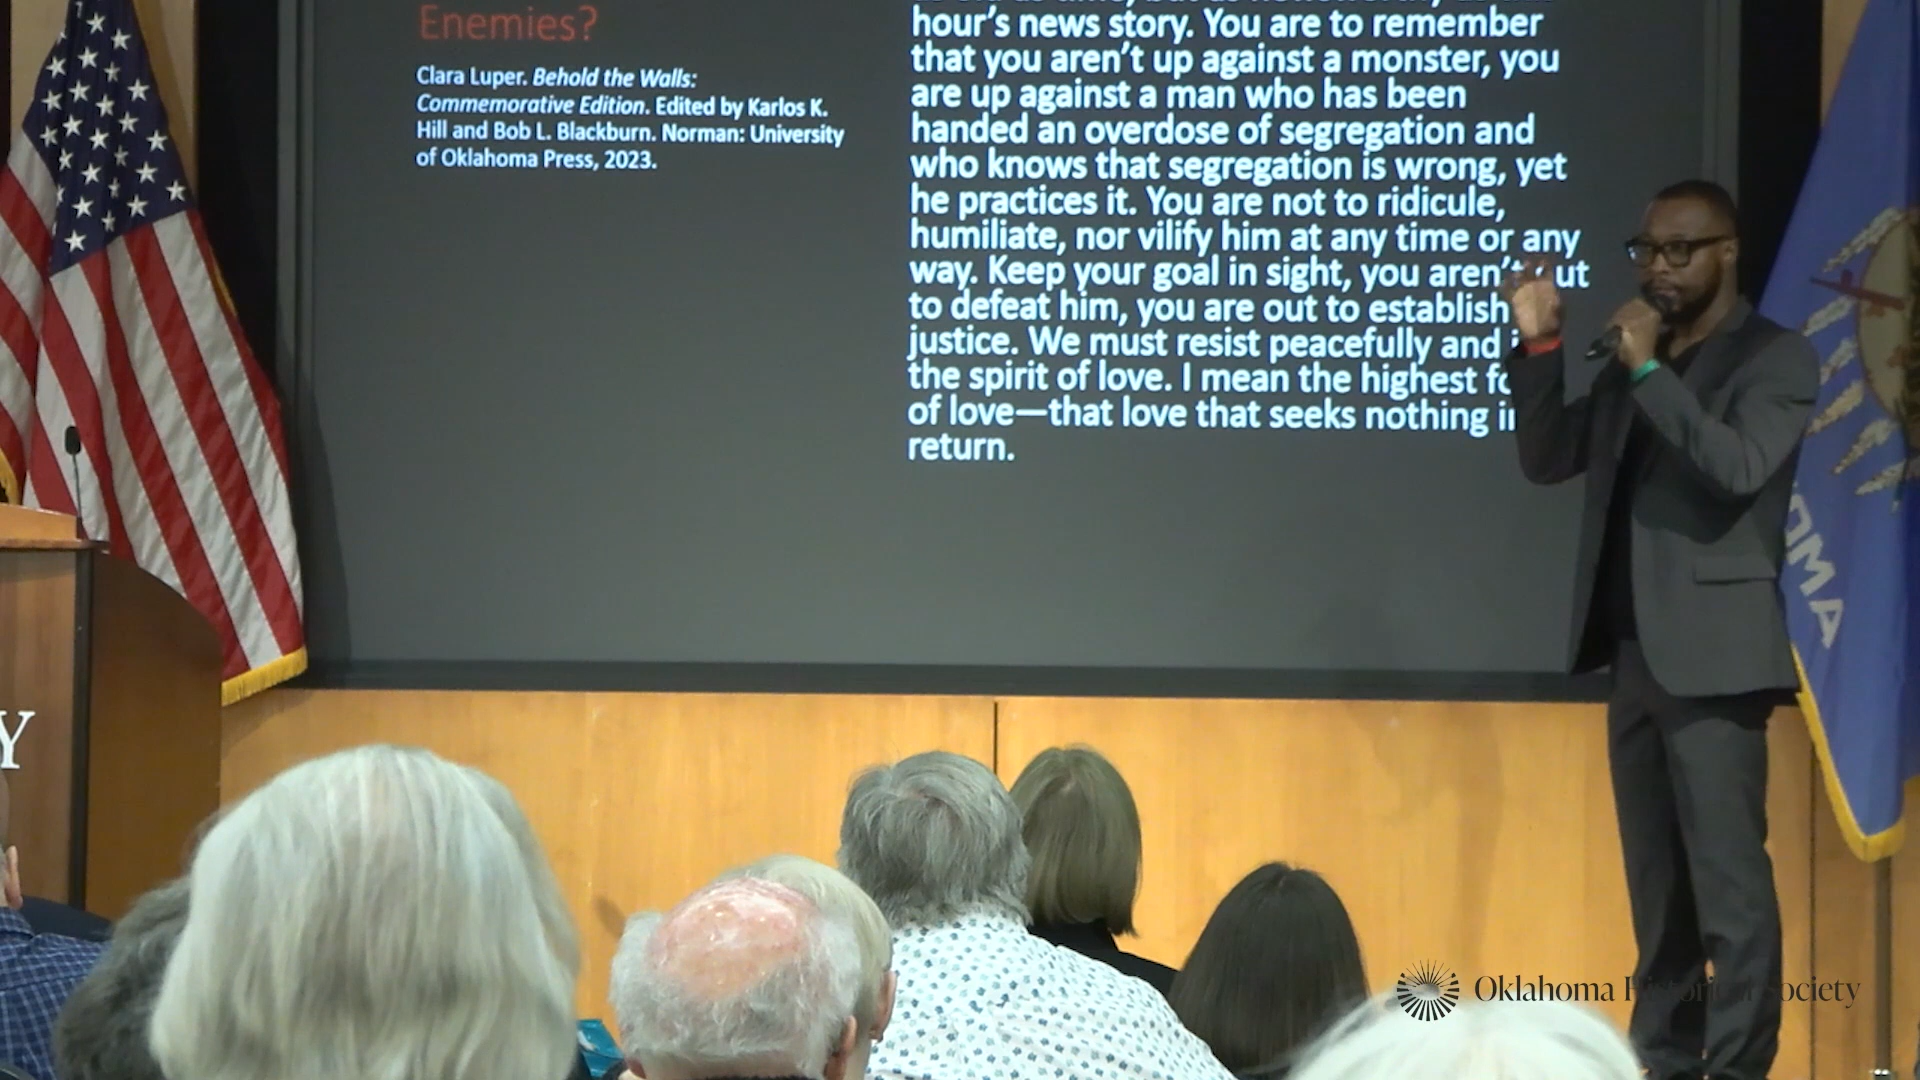 Enemies?
Clara Luper. Behold the Walls:
Commemorative Edition. Edited by Karlos K.
Hill and Bob L. Blackburn. Norman: University
of Oklahoma Press, 2023.
hour's news story. You are to remember
that you aren't up against a monster, you
are up against a man who has been
handed an overdose of segregation and
who knows that segregation is wrong, yet
he practices it. You are not to ridicule,
humiliate, nor vilify him at any time or any
way. Keep your goal in sight, you aren't ut
to defeat him, you are out to establish
justice. We must resist peacefully and
the spirit of love. I mean the highest fo
of love—that love that seeks nothing in
return.
OMA
Y
Oklahoma Historical Society